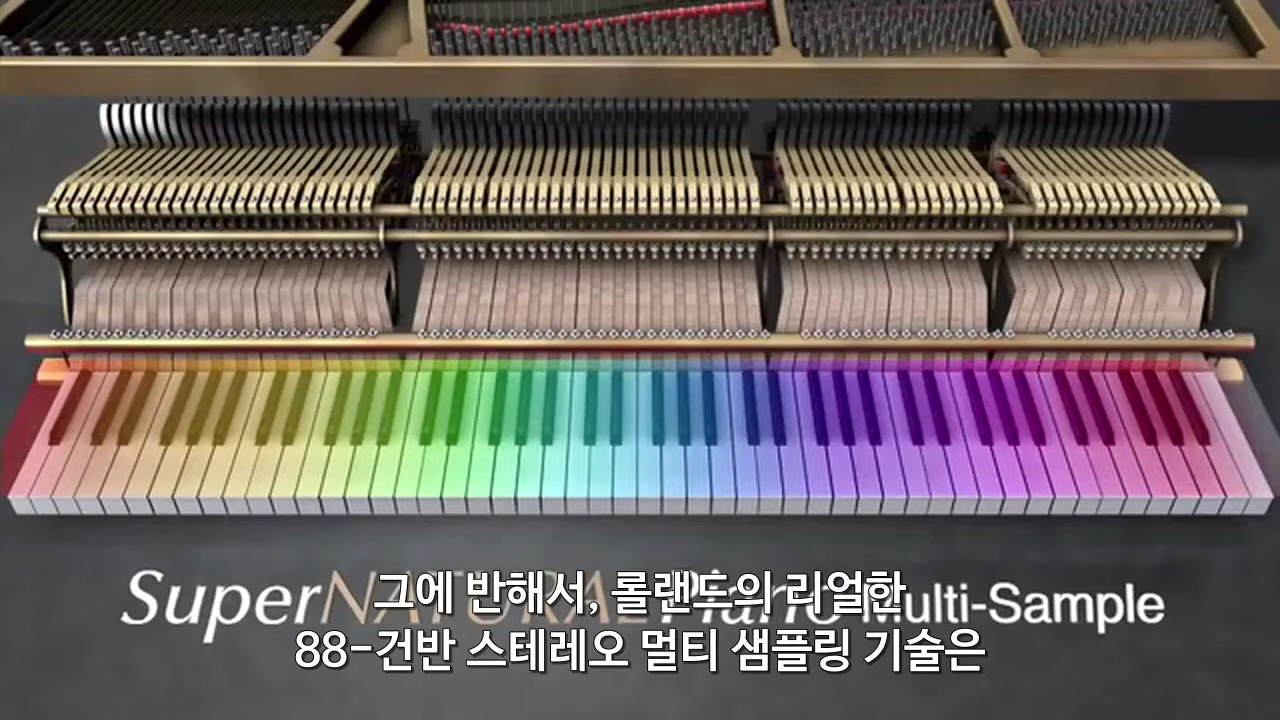 SuperNATURAL Piano Multi-Sample
그에 반해서, 롤랜드의 리얼한
88-건반 스테레오 멀티 샘플링 기술은